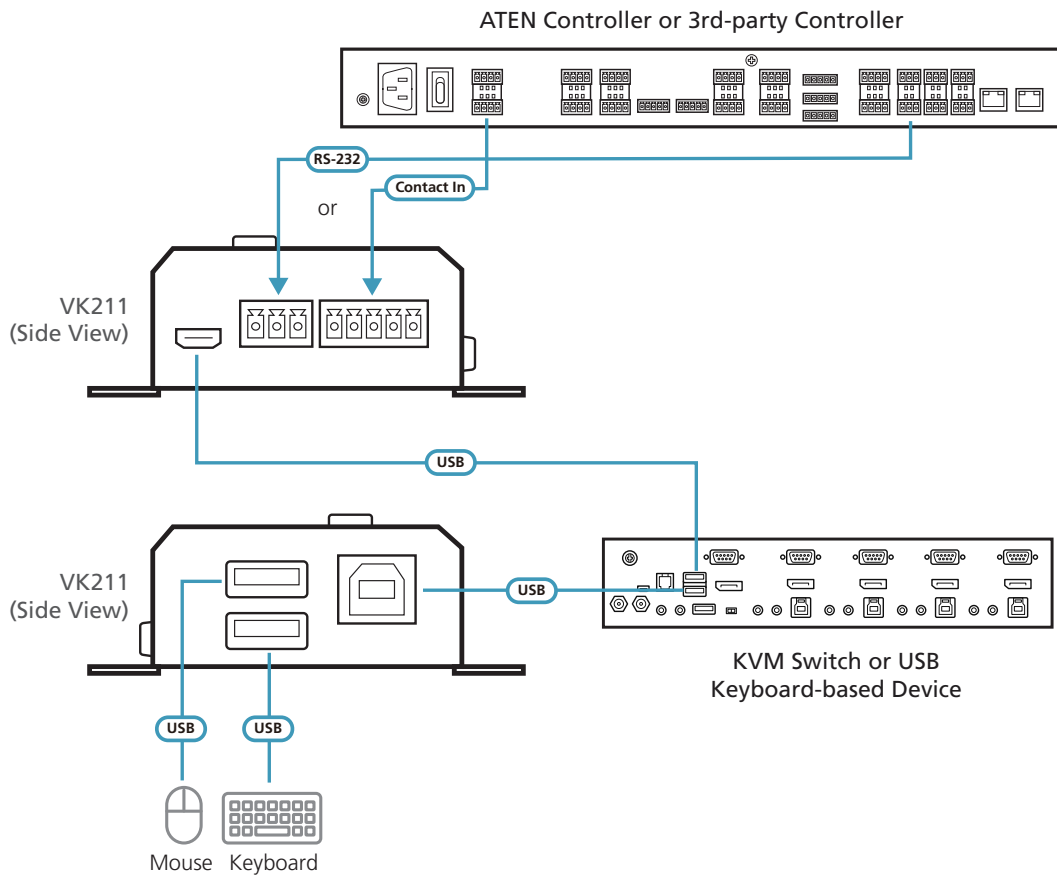 ATEN Controller or 3rd-party Controller
RS-232
Contact In
or
VK211
(Side View)
USB
VK211
(Side View)
USB
KVM Switch or USB
Keyboard-based Device
USB
USB
Mouse
Keyboard